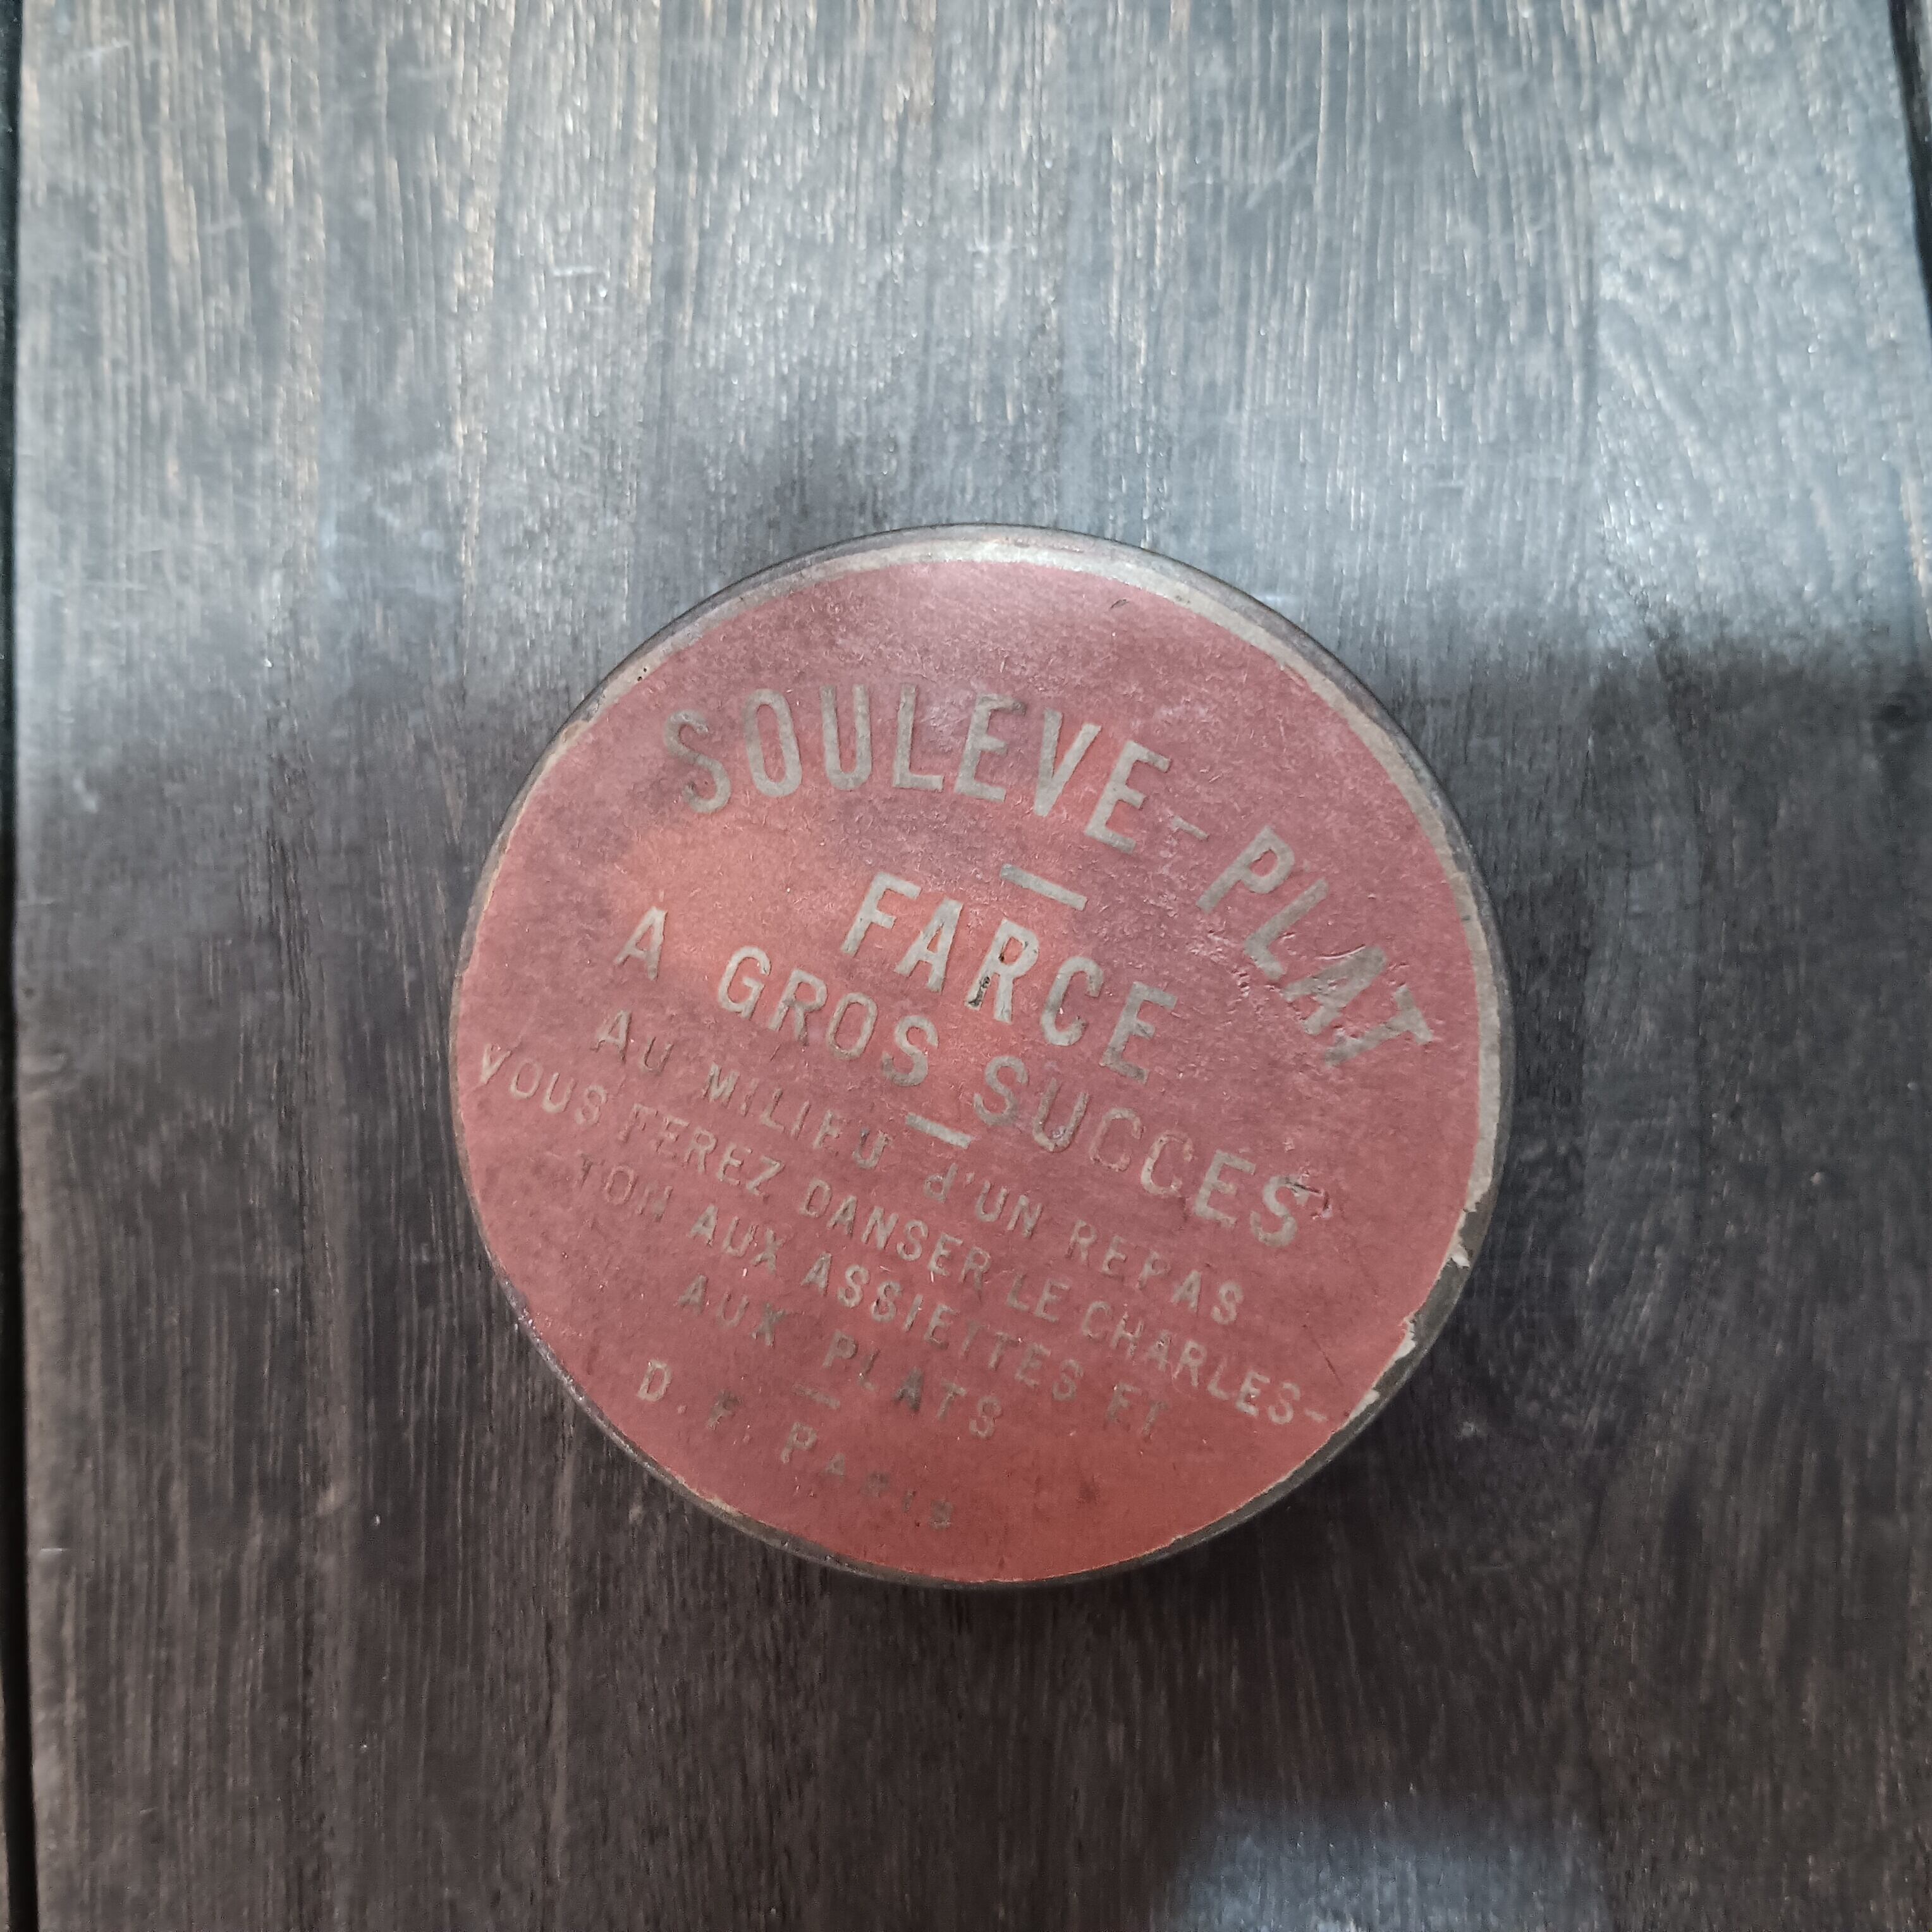 SOULEVE-PLAT
FARCE
A GROS SUCCES
AU MILIEU d'UN REPAS
VOUS FEREZ DANSER LE CHARLES-
TON AUX ASSIETTES ET
AUX PLATS
D. F. PARIS